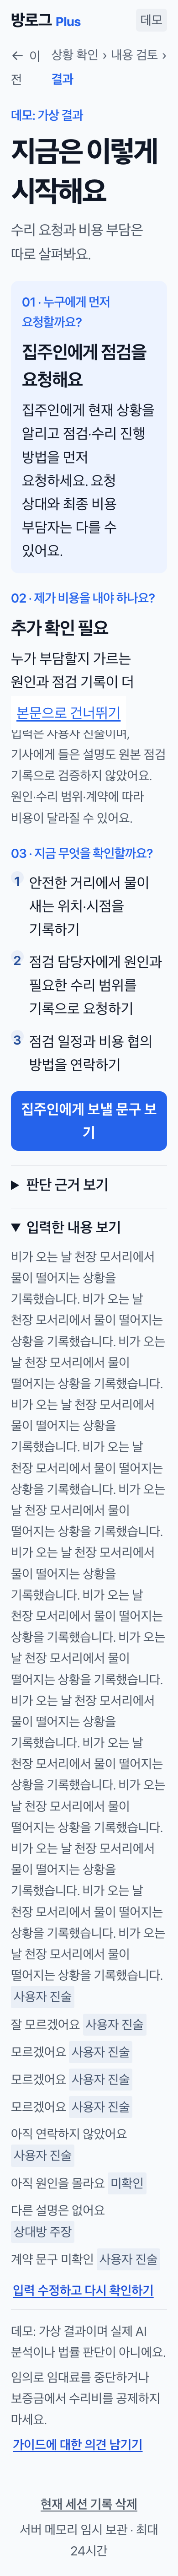 방로그 Plus
데모
← 이전
상황 확인 › 내용 검토 ›
결과
데모: 가상 결과
지금은 이렇게
시작해요
수리 요청과 비용 부담은
따로 살펴봐요.
01 · 누구에게 먼저
요청할까요?
집주인에게 점검을
요청해요
집주인에게 현재 상황을
알리고 점검·수리 진행
방법을 먼저
요청하세요. 요청
상대와 최종 비용
부담자는 다를 수
있어요.
02 · 제가 비용을 내야 하나요?
추가 확인 필요
누가 부담할지 가르는
원인과 점검 기록이 더
본문으로 건너뛰기
입력은 사용자 진술이며,
기사에게 들은 설명도 원본 점검
기록으로 검증하지 않았어요.
원인·수리 범위·계약에 따라
비용이 달라질 수 있어요.
03 · 지금 무엇을 확인할까요?
1 안전한 거리에서 물이
새는 위치·시점을
기록하기
2 점검 담당자에게 원인과
필요한 수리 범위를
기록으로 요청하기
3 점검 일정과 비용 협의
방법을 연락하기
집주인에게 보낼 문구 보
기
▶ 판단 근거 보기
▼ 입력한 내용 보기
비가 오는 날 천장 모서리에서
물이 떨어지는 상황을
기록했습니다. 비가 오는 날
천장 모서리에서 물이 떨어지는
상황을 기록했습니다. 비가 오는
날 천장 모서리에서 물이
떨어지는 상황을 기록했습니다.
비가 오는 날 천장 모서리에서
물이 떨어지는 상황을
기록했습니다. 비가 오는 날
천장 모서리에서 물이 떨어지는
상황을 기록했습니다. 비가 오는
날 천장 모서리에서 물이
떨어지는 상황을 기록했습니다.
비가 오는 날 천장 모서리에서
물이 떨어지는 상황을
기록했습니다. 비가 오는 날
천장 모서리에서 물이 떨어지는
상황을 기록했습니다. 비가 오는
날 천장 모서리에서 물이
떨어지는 상황을 기록했습니다.
비가 오는 날 천장 모서리에서
물이 떨어지는 상황을
기록했습니다. 비가 오는 날
천장 모서리에서 물이 떨어지는
상황을 기록했습니다. 비가 오는
날 천장 모서리에서 물이
떨어지는 상황을 기록했습니다.
비가 오는 날 천장 모서리에서
물이 떨어지는 상황을
기록했습니다. 비가 오는 날
천장 모서리에서 물이 떨어지는
상황을 기록했습니다. 비가 오는
날 천장 모서리에서 물이
떨어지는 상황을 기록했습니다.
사용자 진술
잘 모르겠어요 사용자 진술
모르겠어요 사용자 진술
모르겠어요 사용자 진술
모르겠어요 사용자 진술
아직 연락하지 않았어요
사용자 진술
아직 원인을 몰라요 미확인
다른 설명은 없어요
상대방 주장
계약 문구 미확인 사용자 진술
입력 수정하고 다시 확인하기
데모: 가상 결과이며 실제 AI
분석이나 법률 판단이 아니에요.
임의로 임대료를 중단하거나
보증금에서 수리비를 공제하지
마세요.
가이드에 대한 의견 남기기
현재 세션 기록 삭제
서버 메모리 임시 보관 · 최대
24시간